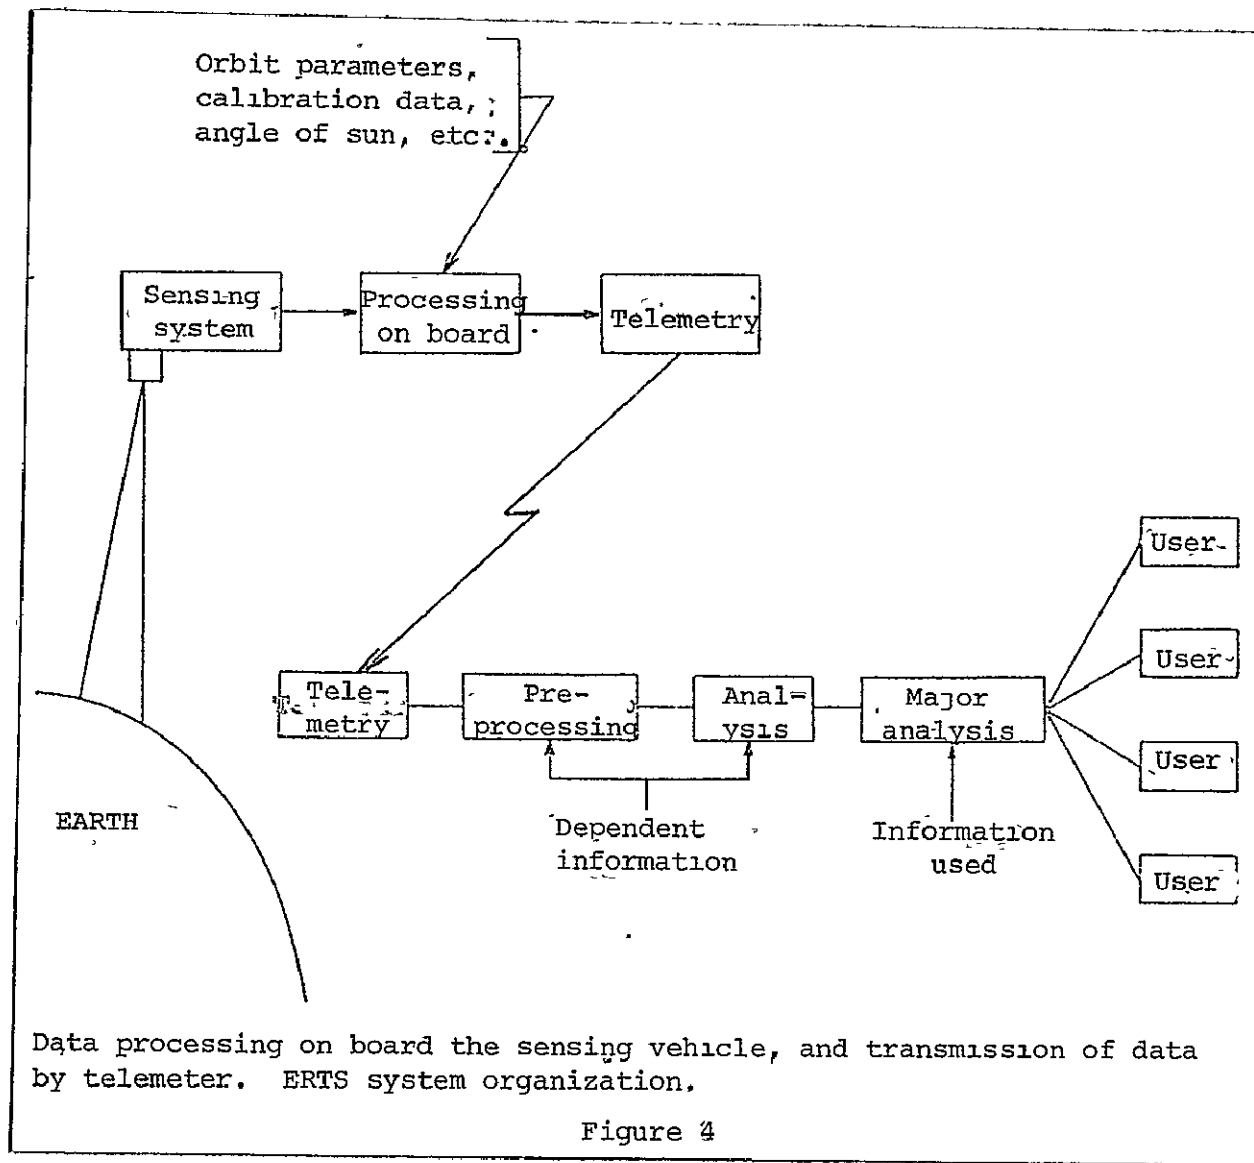 Orbit parameters,
calibration data,
angle of sun, etc.
Sensing
system
Processing
on board
Telemetry
User
User
User
User
Tele-
metry
Pre-
processing
Anal-
ysis
Major
analysis
EARTH
Dependent
information
Information
used
Data processing on board the sensing vehicle, and transmission of data
by telemeter. ERTS system organization.
Figure 4